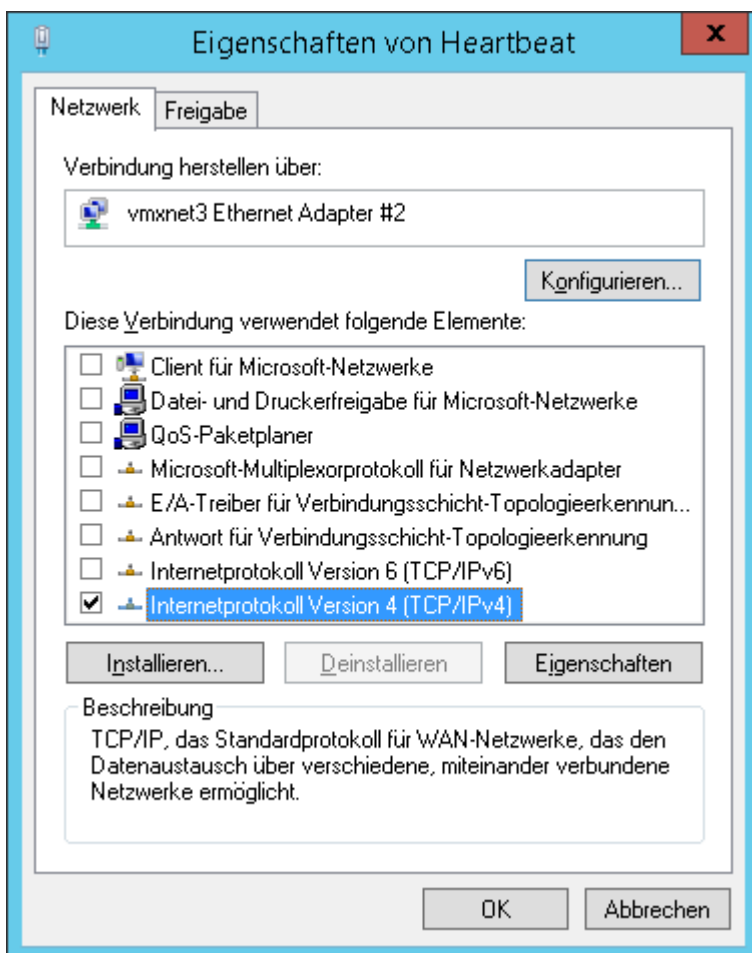 Eigenschaften von Heartbeat
x
Netzwerk
Freigabe
Verbindung herstellen über:
vmxnet3 Ethernet Adapter #2
Konfigurieren...
Diese Verbindung verwendet folgende Elemente:
Client für Microsoft-Netzwerke
Datei- und Druckerfreigabe für Microsoft-Netzwerke
QoS-Paketplaner
Microsoft-Multiplexorprotokoll für Netzwerkadapter
E/A-Treiber für Verbindungsschicht-Topologieerkennun...
Antwort für Verbindungsschicht-Topologieerkennung
Internetprotokoll Version 6 (TCP/IPv6)
Internetprotokoll Version 4 (TCP/IPv4)
Installieren...
Deinstallieren
Eigenschaften
Beschreibung
TCP/IP, das Standardprotokoll für WAN-Netzwerke, das den
Datenaustausch über verschiedene, miteinander verbundene
Netzwerke ermöglicht.
OK
Abbrechen